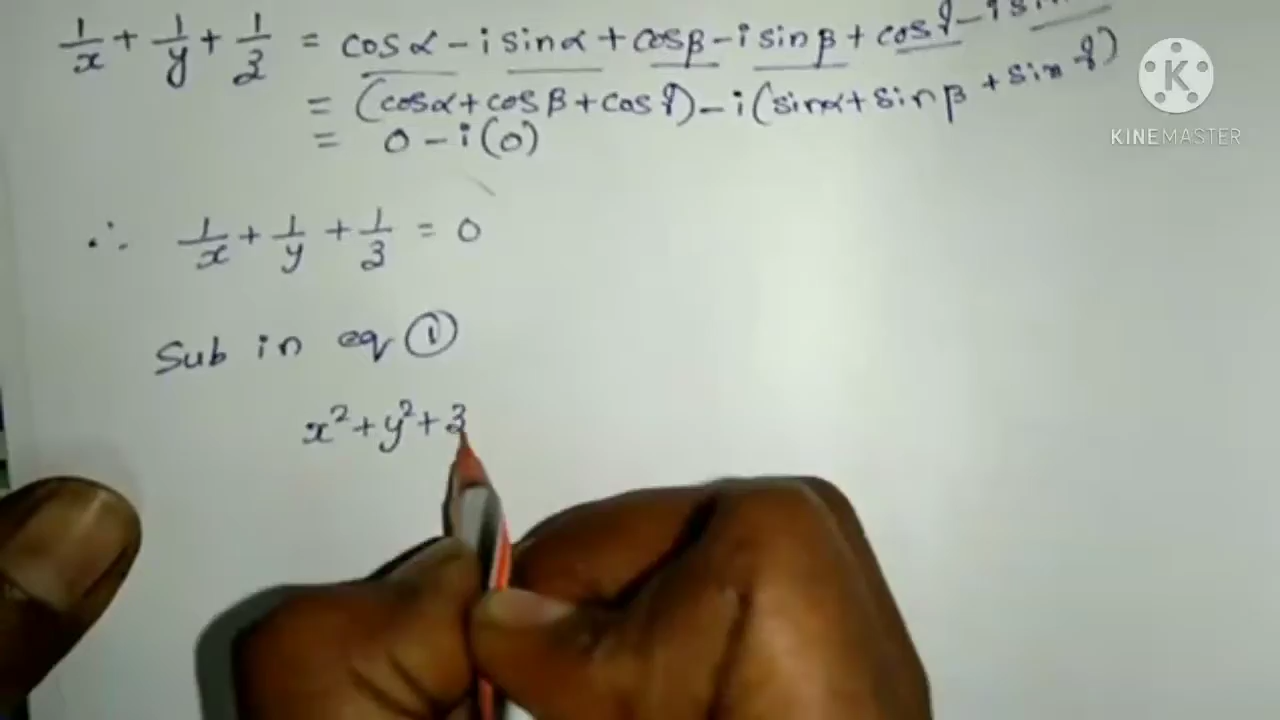 1/x + 1/y + 1/z = cosα - i sinα + cosβ - i sinβ + cosγ - i
= (cosα + cosβ + cosγ) - i(sinα + sinβ + sinγ)
= 0 - i(0)
K
KINEMASTER
∴ 1/x + 1/y + 1/z = 0
Sub in eq ①
x² + y² + z